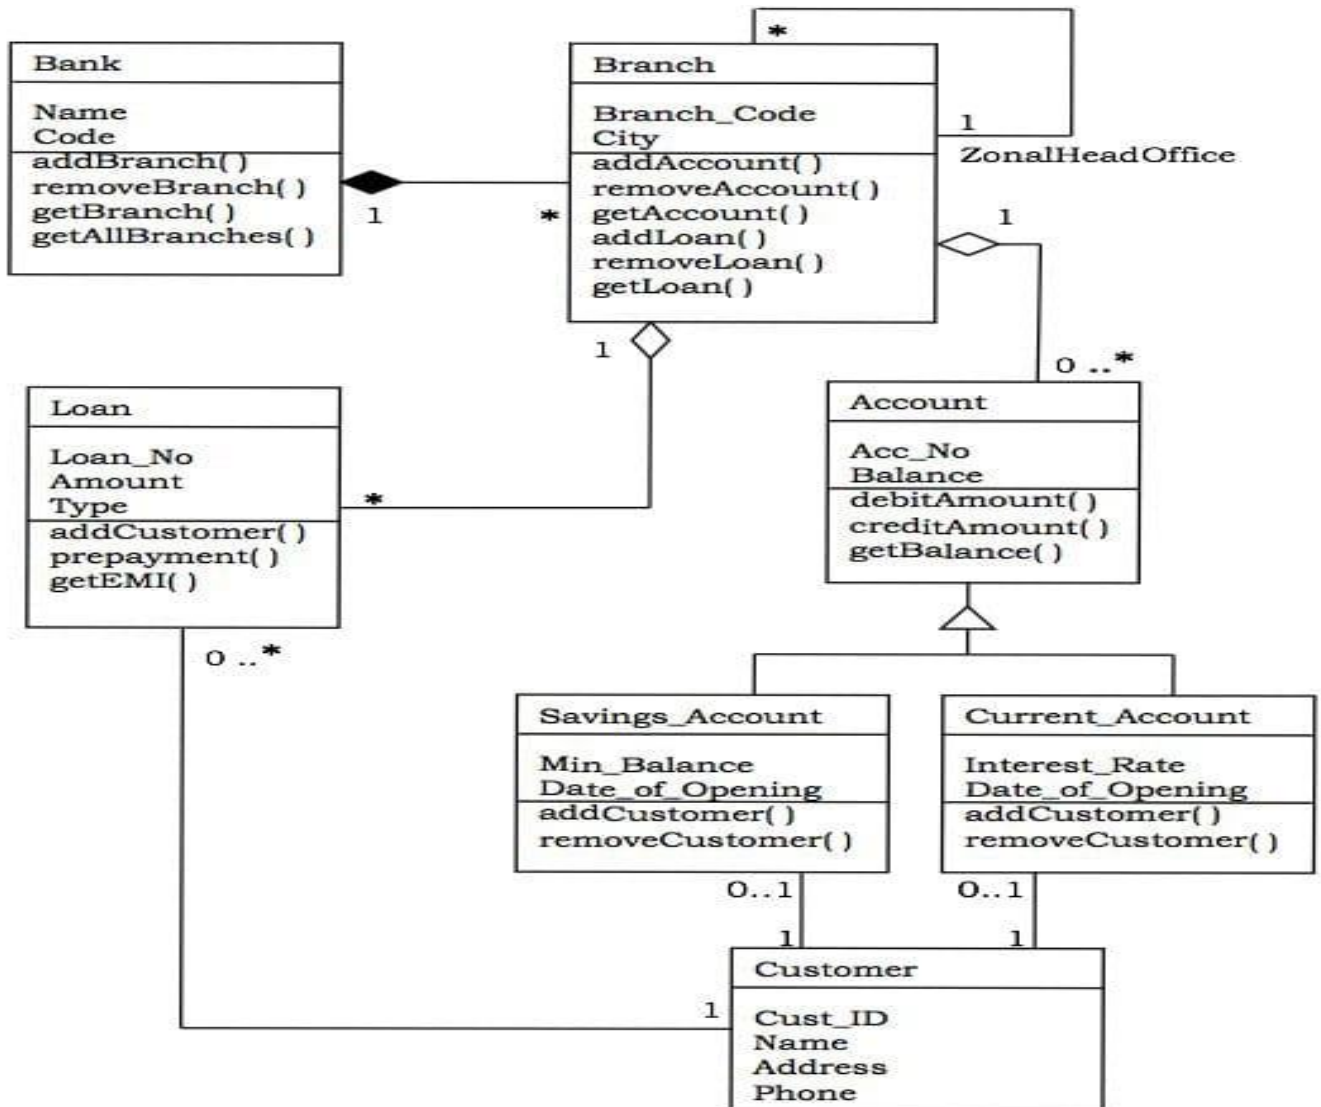 *
Bank
Name
Code
addBranch( )
removeBranch( )
getBranch( )
getAllBranches( )
1
*
Branch
Branch_Code
City
addAccount( )
removeAccount( )
getAccount( )
addLoan( )
removeLoan( )
getLoan( )
1
ZonalHeadOffice
1
0 ..*
1
*
Loan
Loan_No
Amount
Type
addCustomer( )
prepayment( )
getEMI( )
0 ..*
Account
Acc_No
Balance
debitAmount( )
creditAmount( )
getBalance( )
Savings_Account
Min_Balance
Date_of_Opening
addCustomer( )
removeCustomer( )
Current_Account
Interest_Rate
Date_of_Opening
addCustomer( )
removeCustomer( )
0..1
0..1
1
1
1
Customer
Cust_ID
Name
Address
Phone